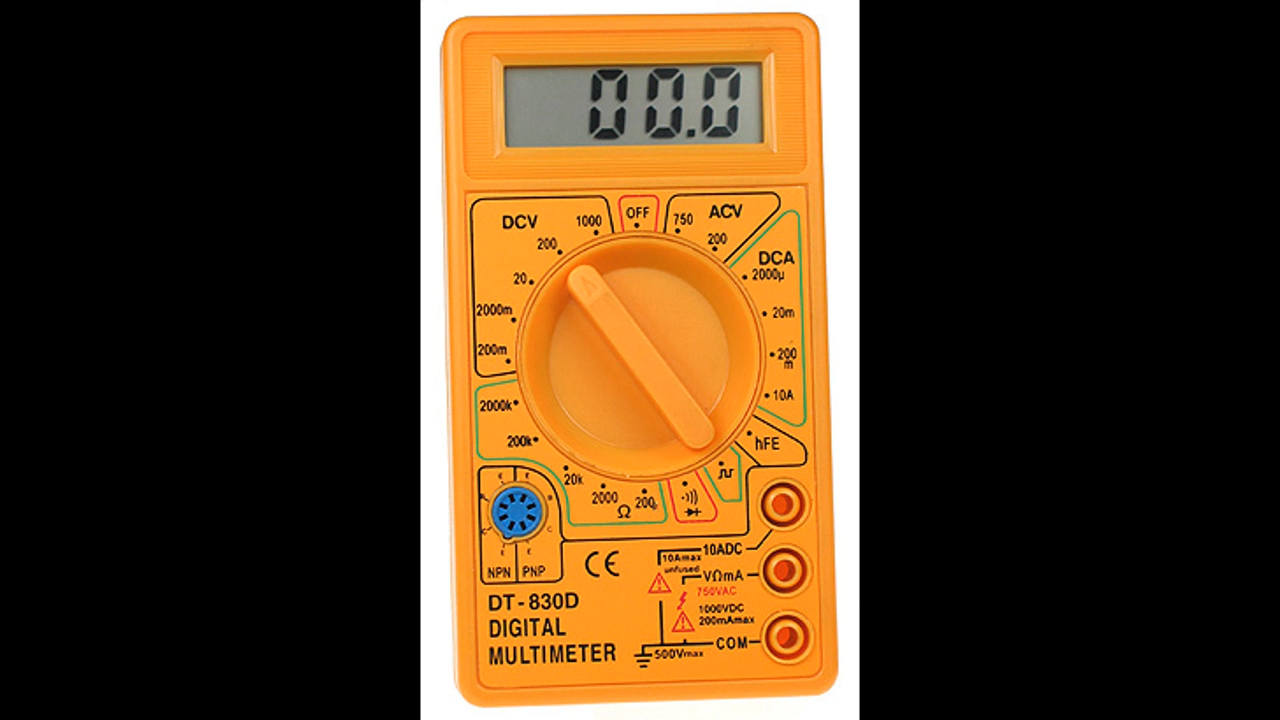 00.0
DCV 1000 OFF 750 ACV
200 200
DCA
20 2000µ
2000m 20m
200m 200m
2000k 10A
200k hFE
20k
2000 200
Ω
E E
B B
C C
E E
NPN PNP
CE
10ADC
10Amax
unfused
VΩmA
750VAC
1000VDC
200mAmax
COM
500Vmax
DT-830D
DIGITAL
MULTIMETER